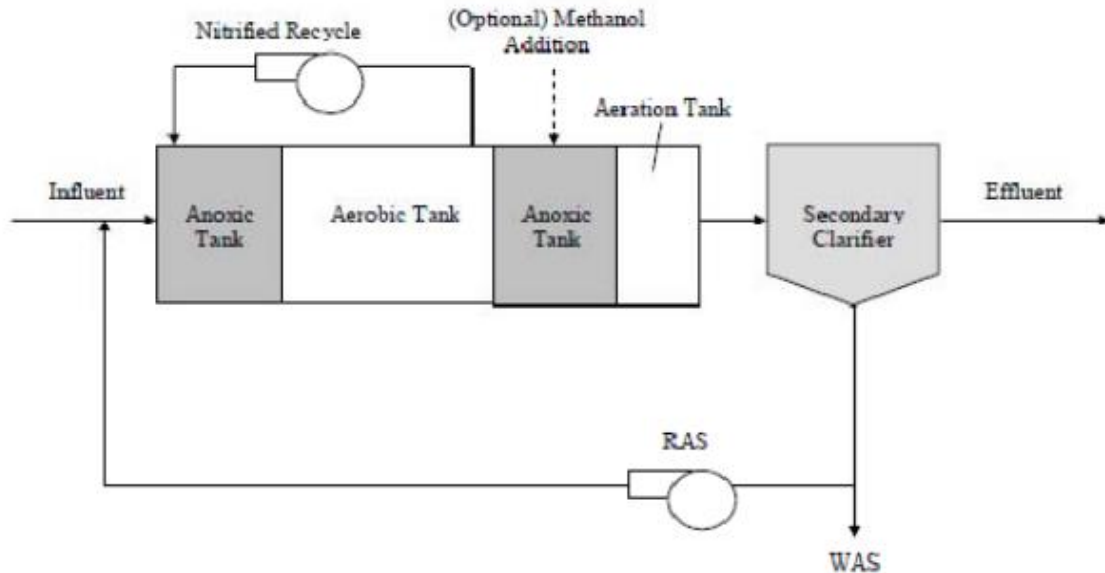 Nitrified Recycle
(Optional) Methanol
Addition
Aeration Tank
Influent
Anoxic
Tank
Aerobic Tank
Anoxic
Tank
Secondary
Clarifier
Effluent
RAS
WAS